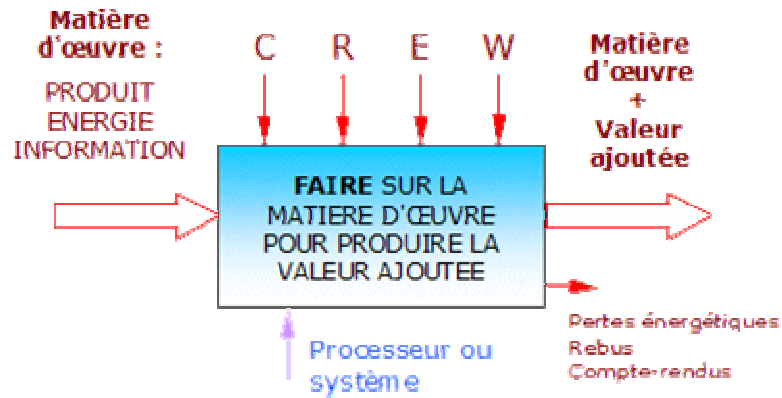 Matière
d'œuvre :
PRODUIT
ENERGIE
INFORMATION
C R E W
Matière
d'œuvre
+
Valeur
ajoutée
FAIRE SUR LA
MATIERE D'ŒUVRE
POUR PRODUIRE LA
VALEUR AJOUTEE
Processeur ou
système
Pertes énergétiques
Rebus
Compte-rendus